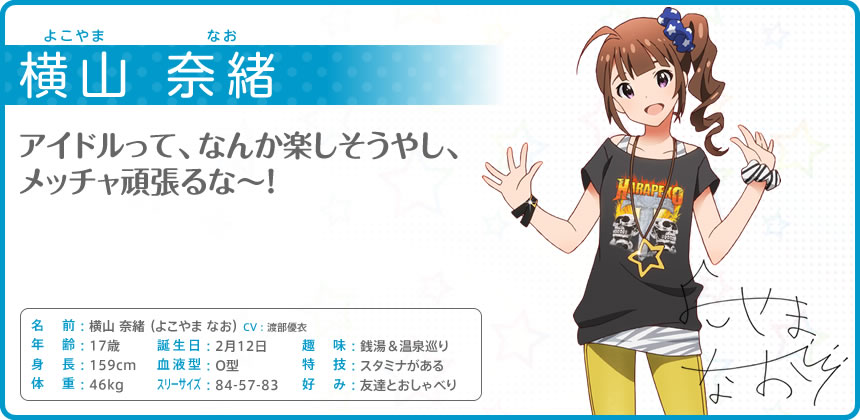 よこやま なお
横山 奈緒
アイドルって、なんか楽しそうやし、
メッチャ頑張るな～!
HARAPEKO
名 前 : 横山 奈緒 (よこやま なお) CV : 渡部優衣
年 齢 : 17歳 誕生日 : 2月12日 趣 味 : 銭湯&温泉巡り
身 長 : 159cm 血液型 : O型 特 技 : スタミナがある
体 重 : 46kg スリーサイズ : 84-57-83 好 み : 友達とおしゃべり
よこやま
なお